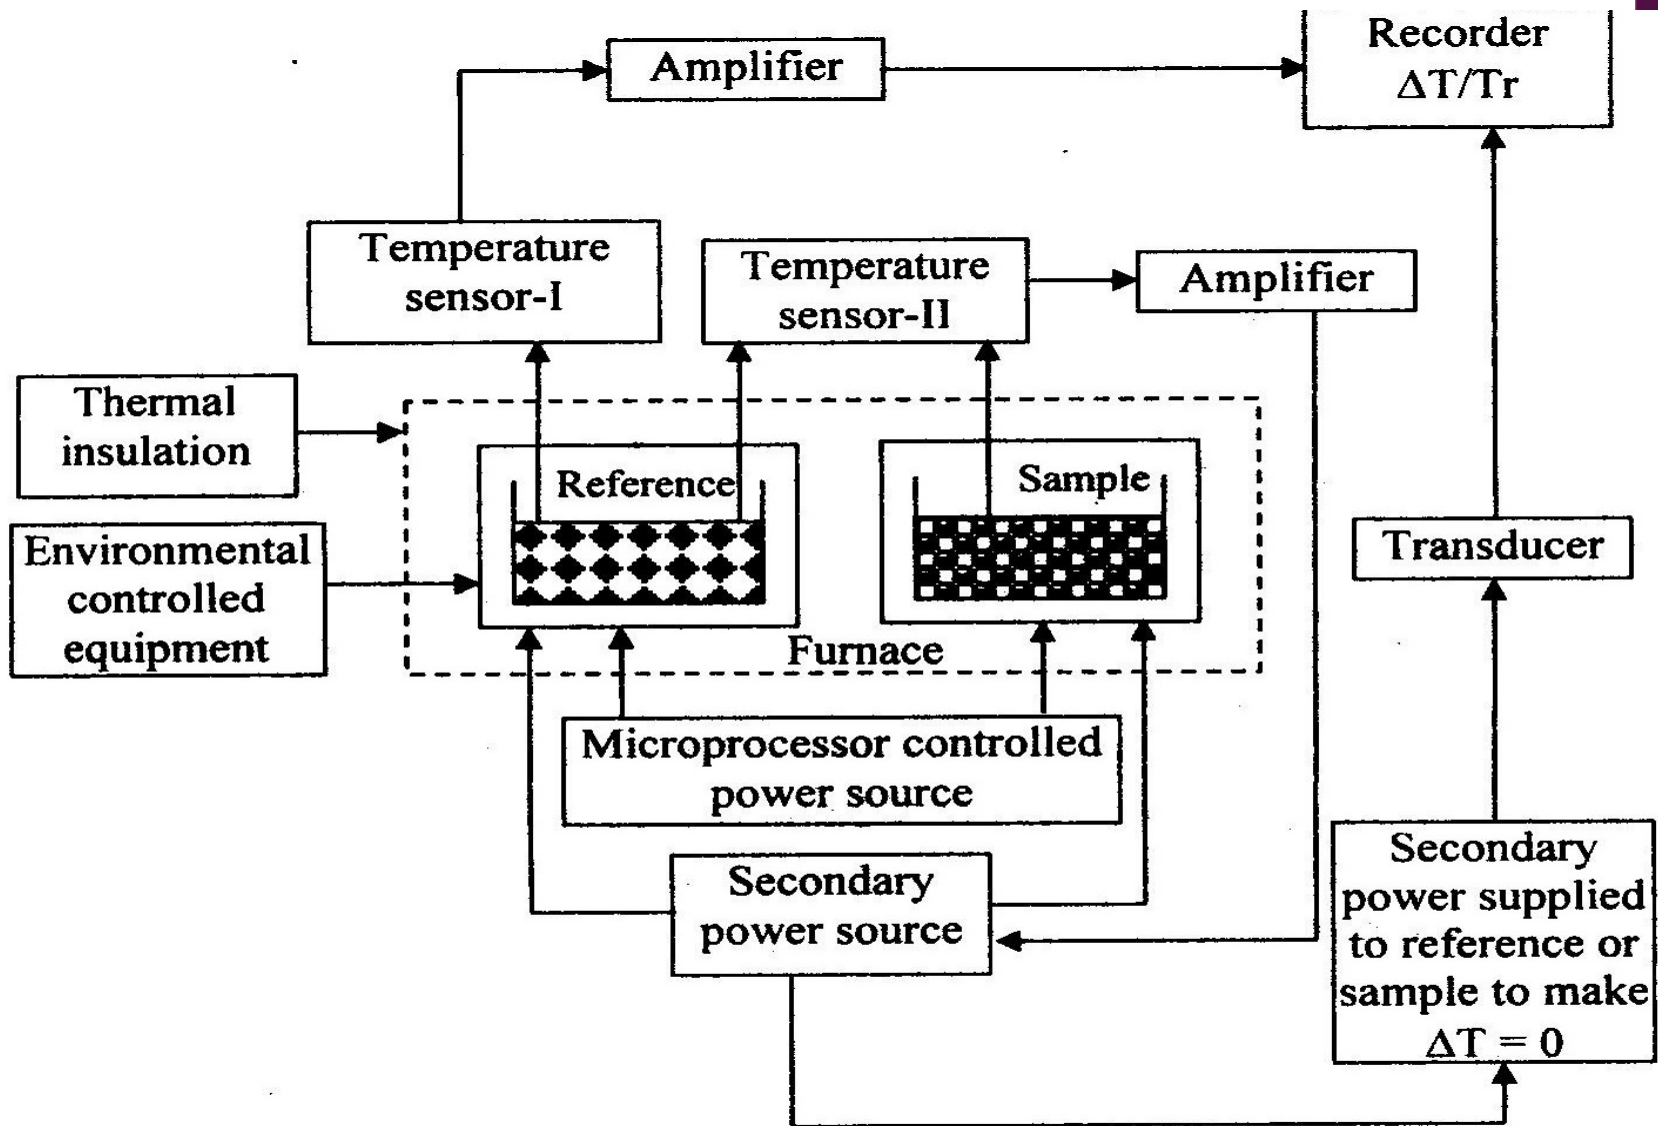 Amplifier
Recorder
ΔT/Tr
Temperature
sensor-I
Temperature
sensor-II
Amplifier
Thermal
insulation
Reference
Sample
Environmental
controlled
equipment
Transducer
Furnace
Microprocessor controlled
power source
Secondary
power source
Secondary
power supplied
to reference or
sample to make
ΔT = 0